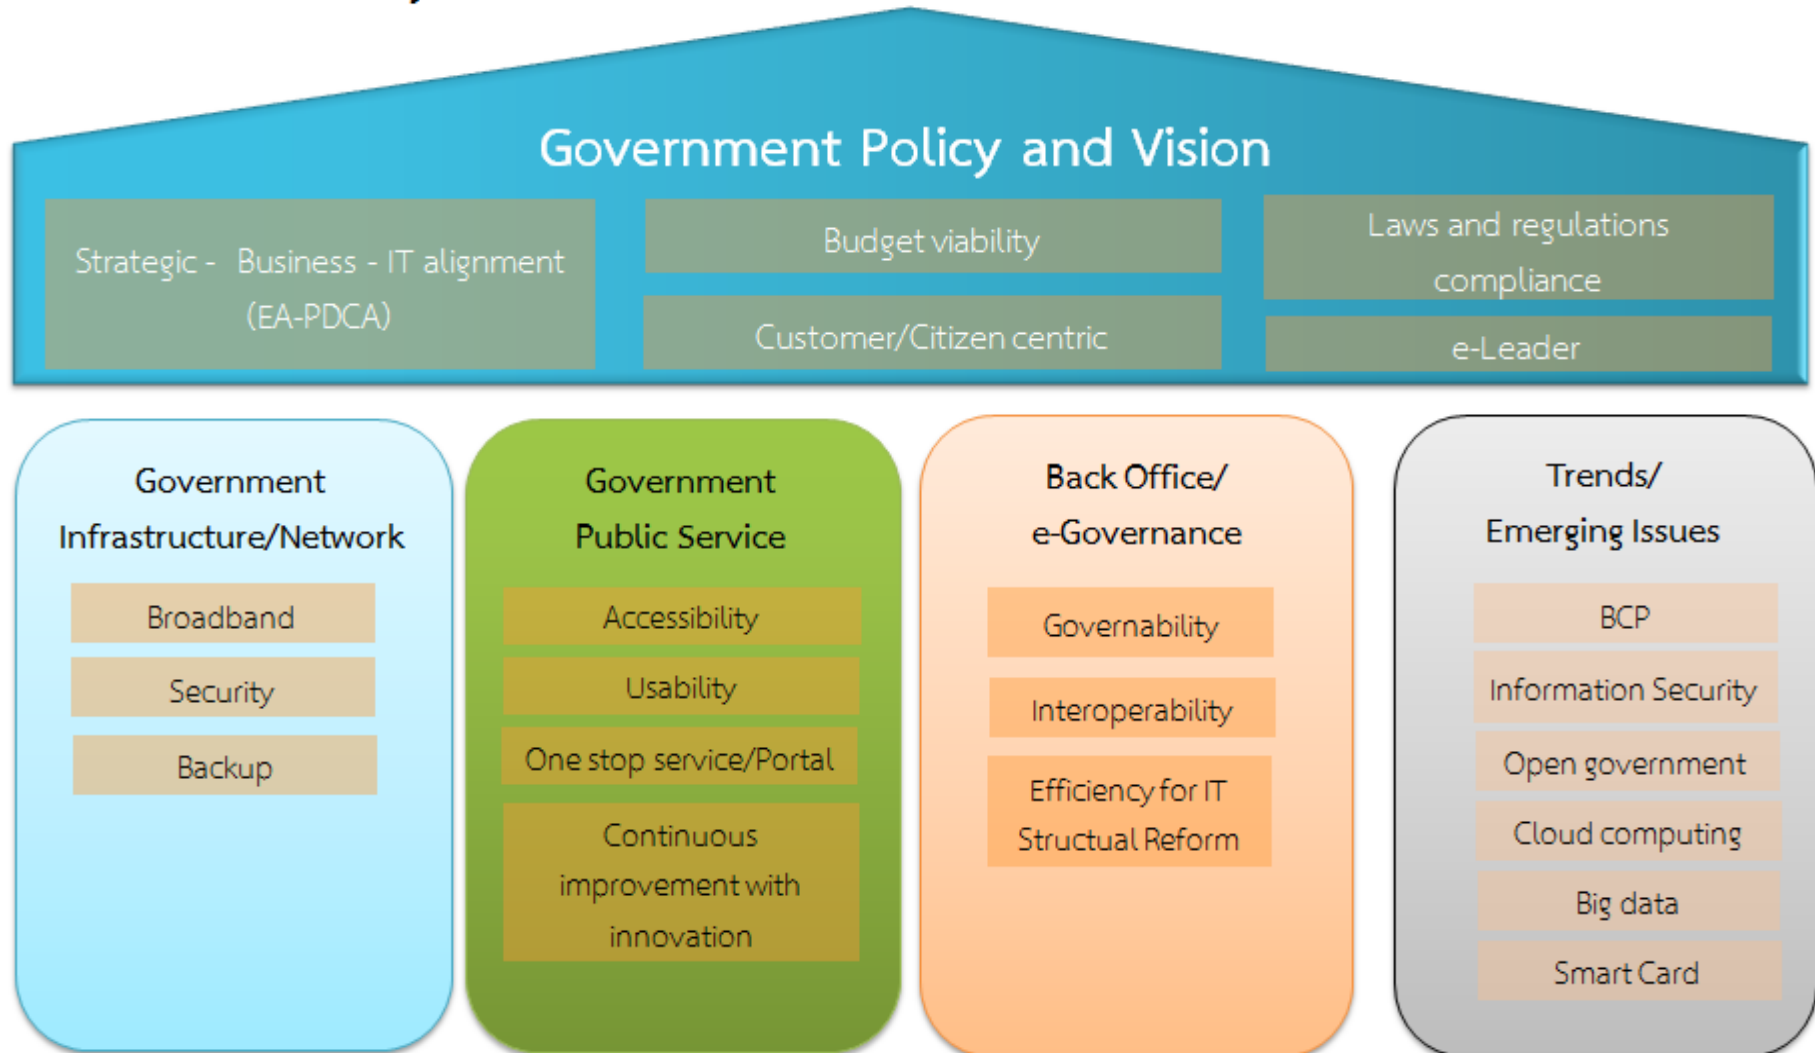 Government Policy and Vision
Strategic - Business - IT alignment
(EA-PDCA)
Budget viability
Customer/Citizen centric
Laws and regulations
compliance
e-Leader
Government
Infrastructure/Network
Broadband
Security
Backup
Government
Public Service
Accessibility
Usability
One stop service/Portal
Continuous
improvement with
innovation
Back Office/
e-Governance
Governability
Interoperability
Efficiency for IT
Structual Reform
Trends/
Emerging Issues
BCP
Information Security
Open government
Cloud computing
Big data
Smart Card